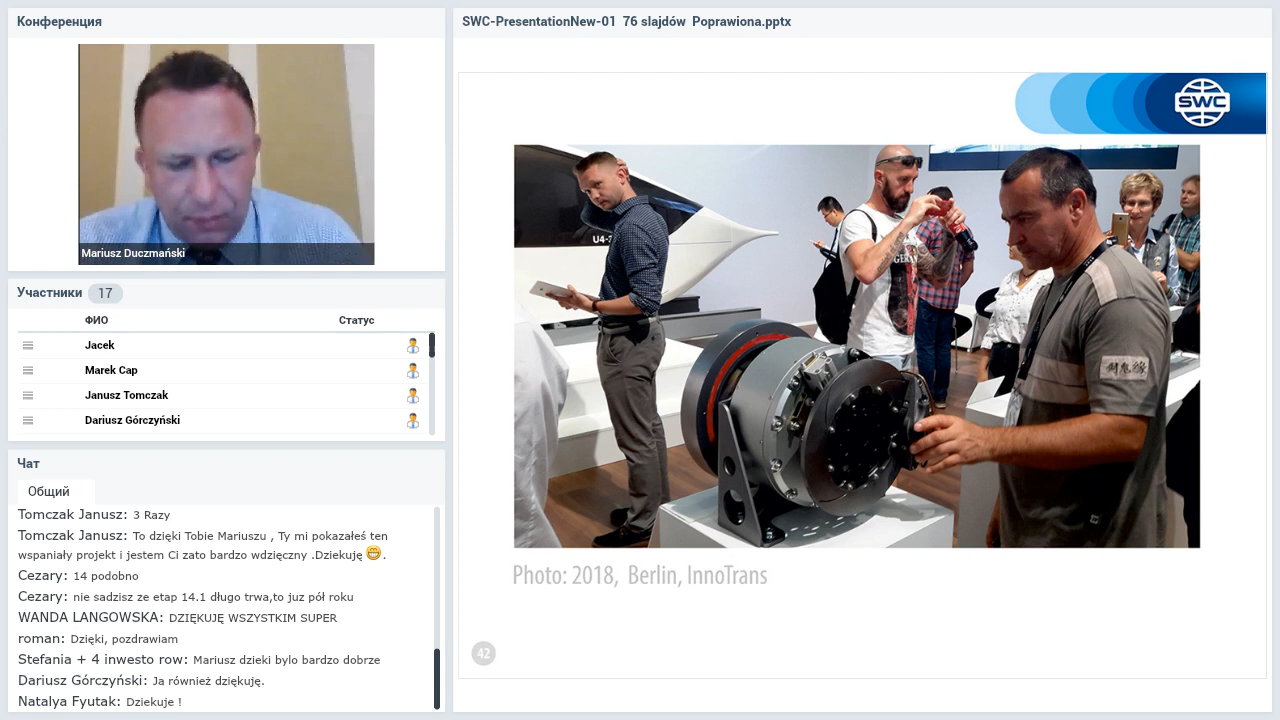 Конференция
Mariusz Duczmański
Участники 17
ФИО Статус
Jacek
Marek Cap
Janusz Tomczak
Dariusz Górczyński
Чат
Общий
Tomczak Janusz: 3 Razy
Tomczak Janusz: To dzięki Tobie Mariuszu , Ty mi pokazałeś ten
wspaniały projekt i jestem Ci zato bardzo wdzięczny .Dziekuję 😁.
Cezary: 14 podobno
Cezary: nie sadzisz ze etap 14.1 długo trwa,to juz pół roku
WANDA LANGOWSKA: DZIĘKUJĘ WSZYSTKIM SUPER
roman: Dzięki, pozdrawiam
Stefania + 4 inwesto row: Mariusz dzieki bylo bardzo dobrze
Dariusz Górczyński: Ja również dziękuję.
Natalya Fyutak: Dziekuje !
SWC-PresentationNew-01 76 slajdów Poprawiona.pptx
SWC
U4-3
Photo: 2018, Berlin, InnoTrans
42